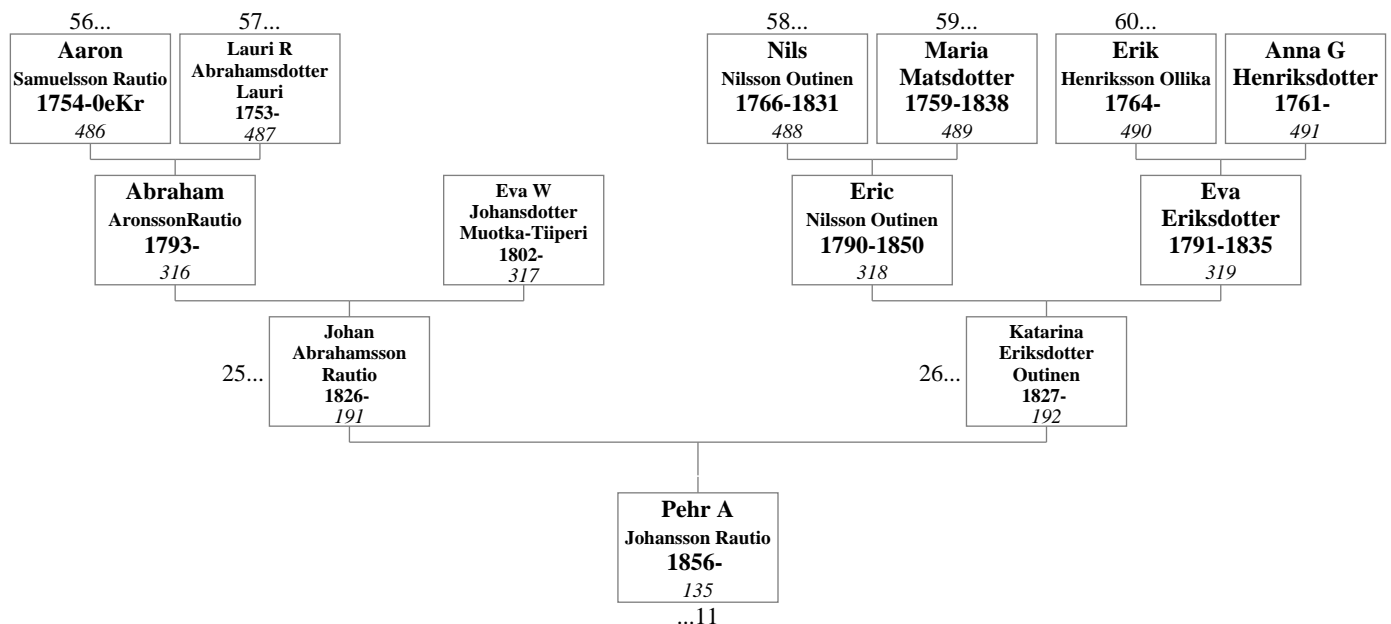 56...
57...
58...
59...
60...
Aaron
Samuelsson Rautio
1754-0eKr
486
Lauri R
Abrahamsdotter
Lauri
1753-
487
Nils
Nilsson Outinen
1766-1831
488
Maria
Matsdotter
1759-1838
489
Erik
Henriksson Ollika
1764-
490
Anna G
Henriksdotter
1761-
491
Abraham
AronssonRautio
1793-
316
Eva W
Johansdotter
Muotka-Tiiperi
1802-
317
Eric
Nilsson Outinen
1790-1850
318
Eva
Eriksdotter
1791-1835
319
25...
Johan
Abrahamsson
Rautio
1826-
191
26...
Katarina
Eriksdotter
Outinen
1827-
192
Pehr A
Johansson Rautio
1856-
135
...11